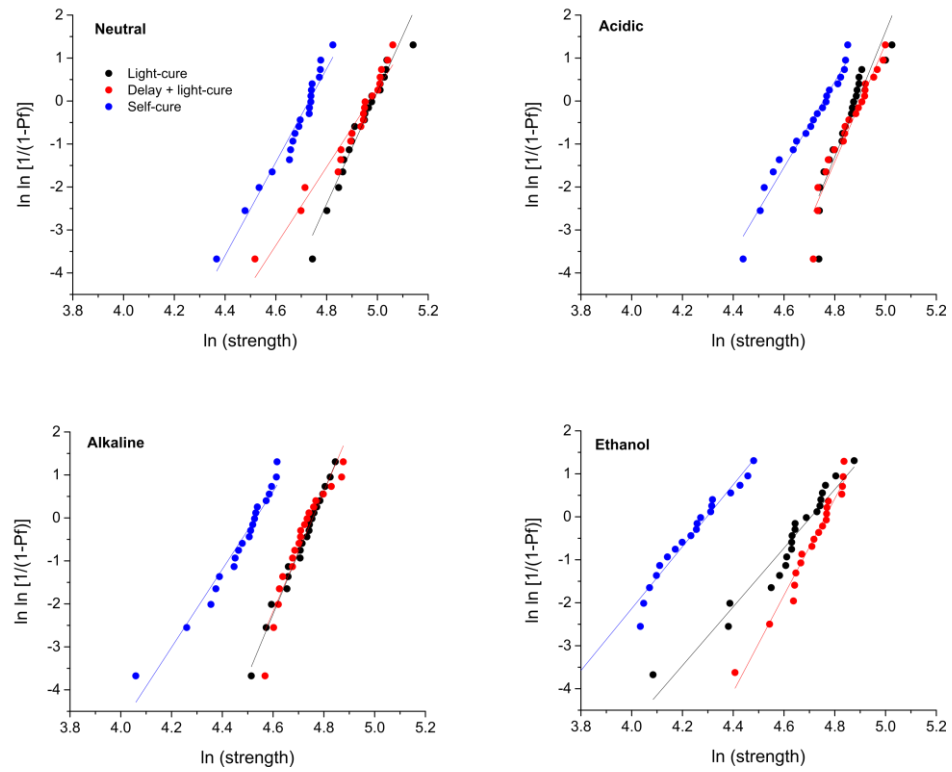 Neutral
Light-cure
Delay + light-cure
Self-cure
ln ln [1/(1-Pf)]
2
1
0
-1
-2
-3
-4
3.8 4.0 4.2 4.4 4.6 4.8 5.0 5.2
ln (strength)
Acidic
ln ln [1/(1-Pf)]
2
1
0
-1
-2
-3
-4
3.8 4.0 4.2 4.4 4.6 4.8 5.0 5.2
ln (strength)
Alkaline
ln ln [1/(1-Pf)]
2
1
0
-1
-2
-3
-4
3.8 4.0 4.2 4.4 4.6 4.8 5.0 5.2
ln (strength)
Ethanol
ln ln [1/(1-Pf)]
2
1
0
-1
-2
-3
-4
3.8 4.0 4.2 4.4 4.6 4.8 5.0 5.2
ln (strength)